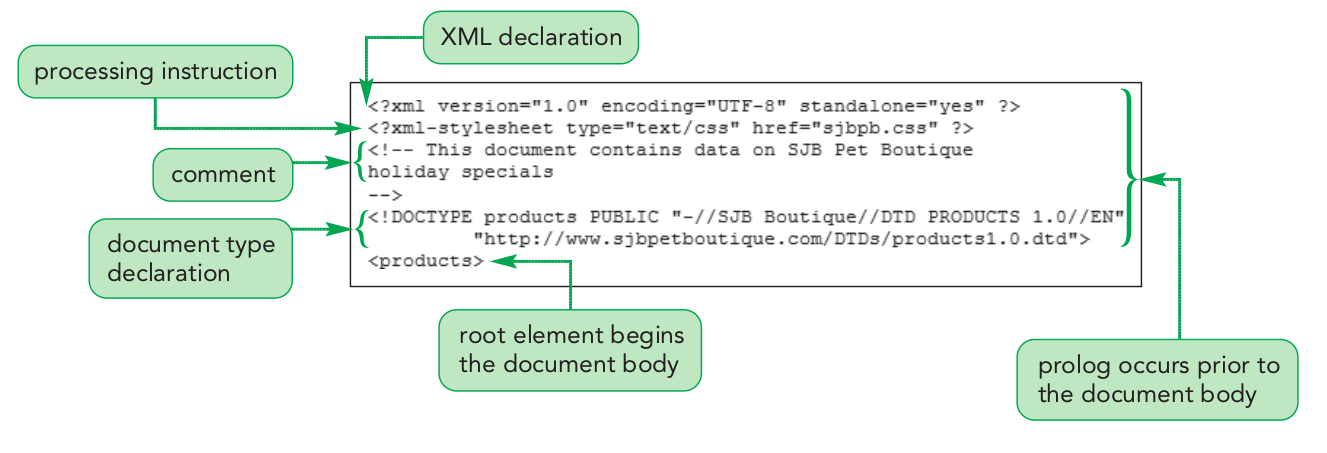 XML declaration
processing instruction
<?xml version="1.0" encoding="UTF-8" standalone="yes" ?>
<?xml-stylesheet type="text/css" href="sjbpb.css" ?>
<!-- This document contains data on SJB Pet Boutique
holiday specials
-->
comment
<!DOCTYPE products PUBLIC "-//SJB Boutique//DTD PRODUCTS 1.0//EN"
"http://www.sjbpetboutique.com/DTDs/products1.0.dtd">
<products>
document type
declaration
root element begins
the document body
prolog occurs prior to
the document body